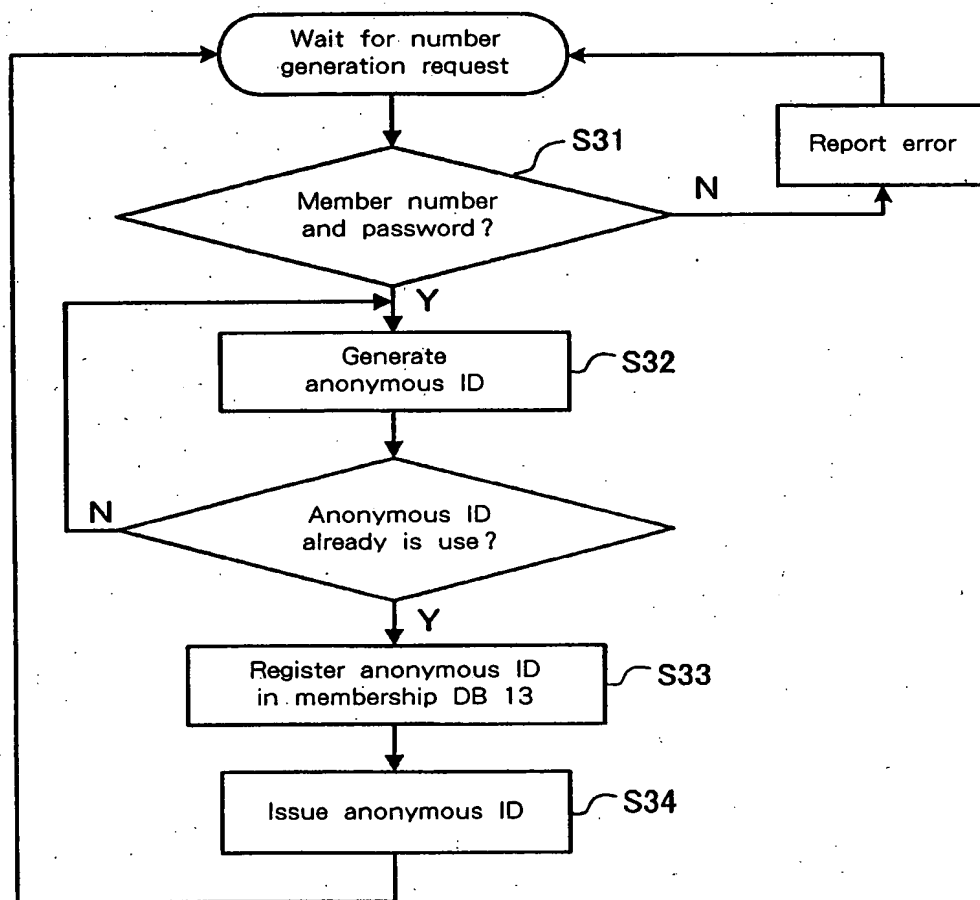 Wait for number
generation request
S31
Report error
Member number
and password?
N
Y
Generate
anonymous ID
S32
Anonymous ID
already is use?
N
Y
Register anonymous ID
in membership DB 13
S33
Issue anonymous ID
S34